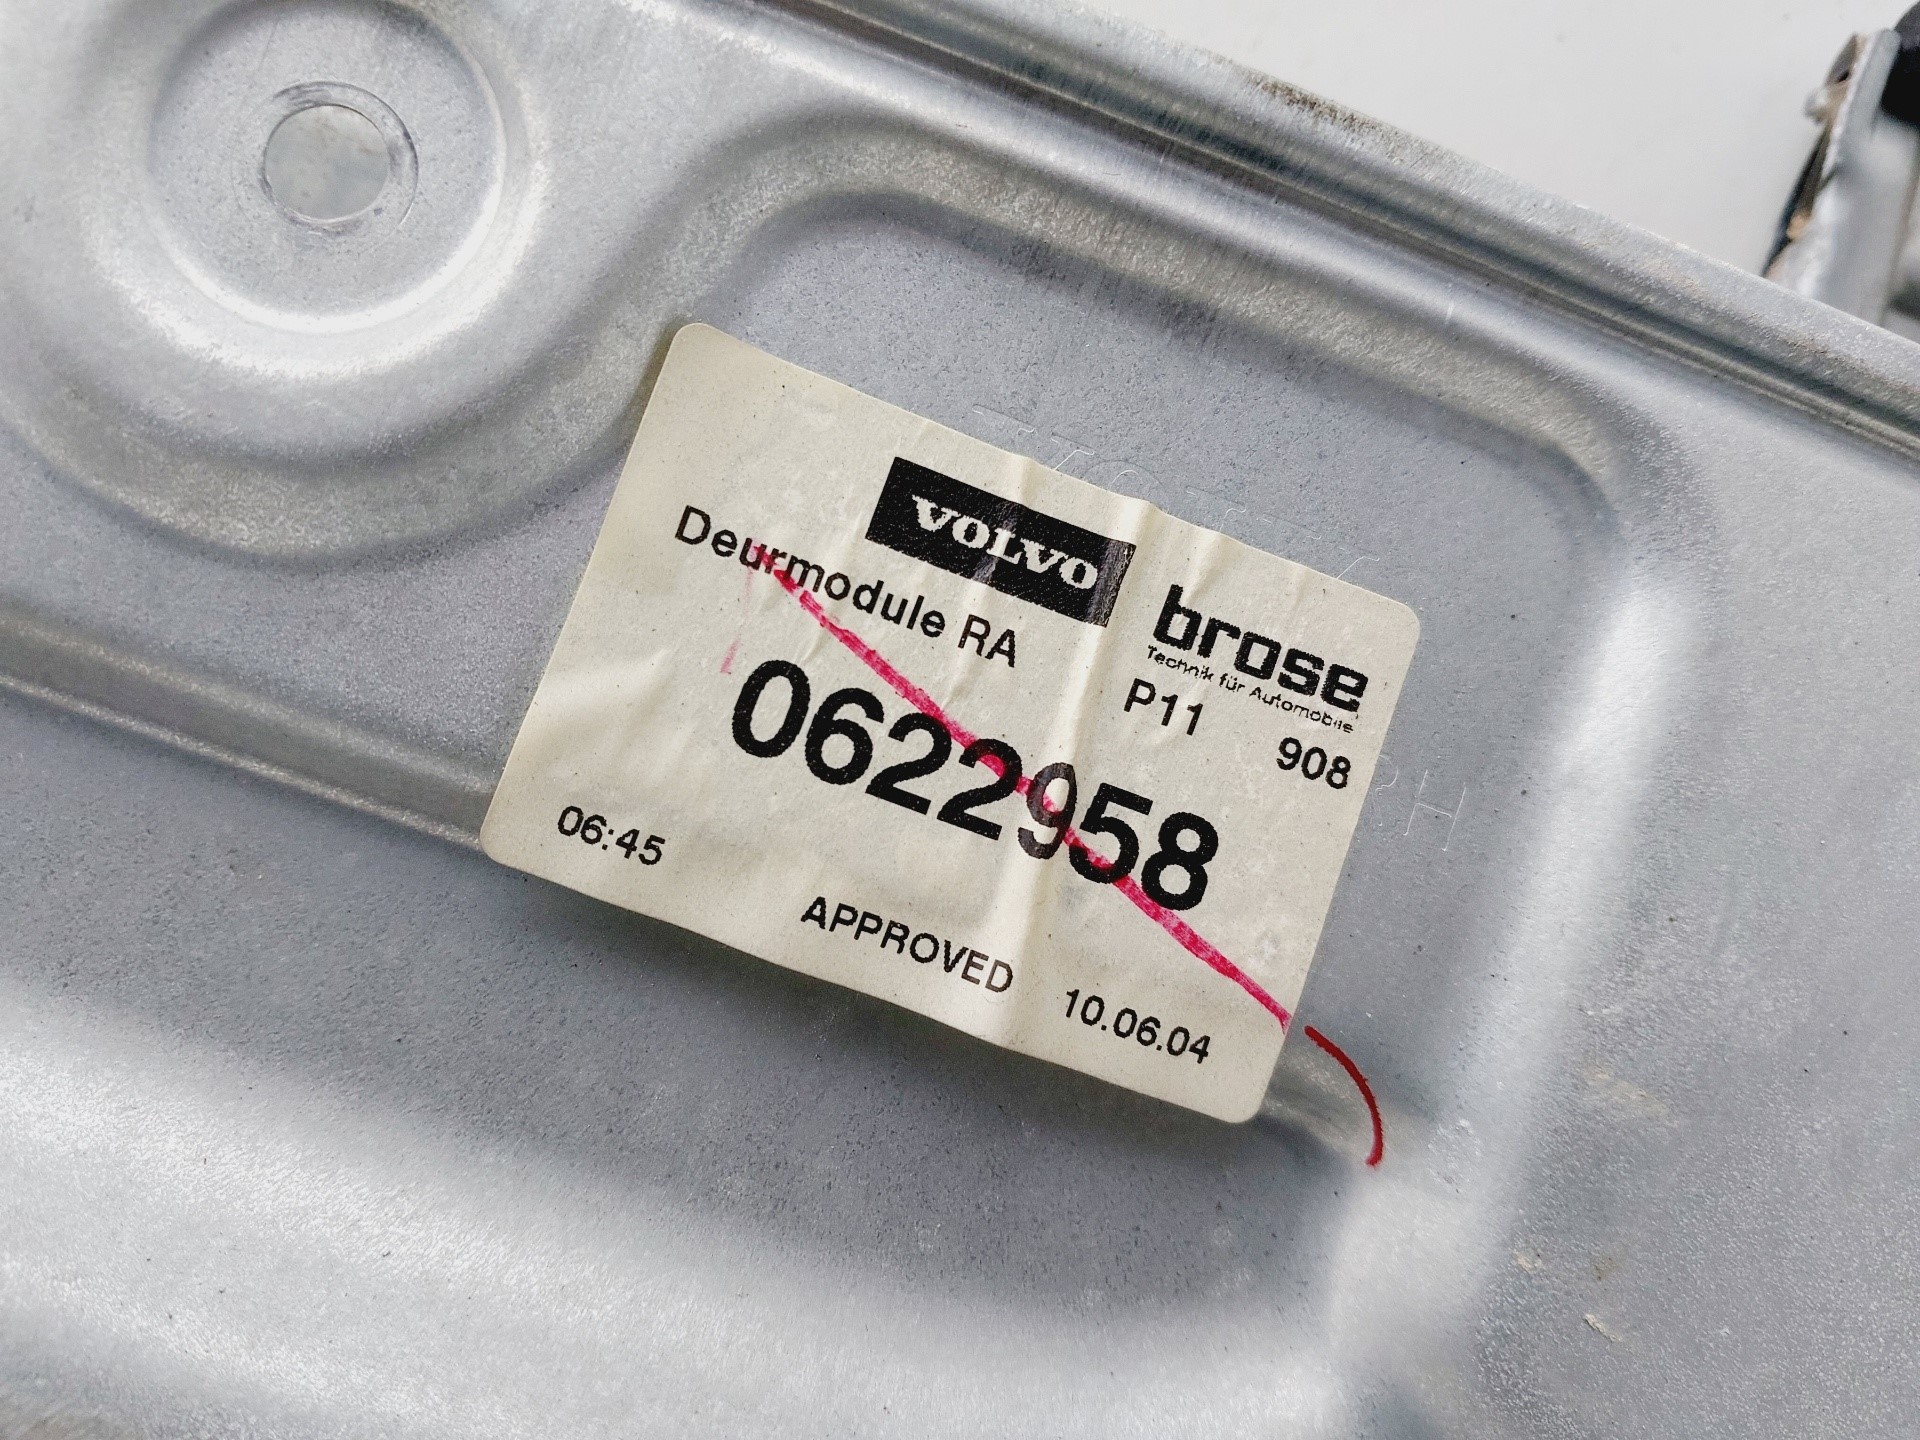 VOLVO
brose
Technik für Automobile
Deurmodule RA
P11
908
0622958
06:45
APPROVED
10.06.04